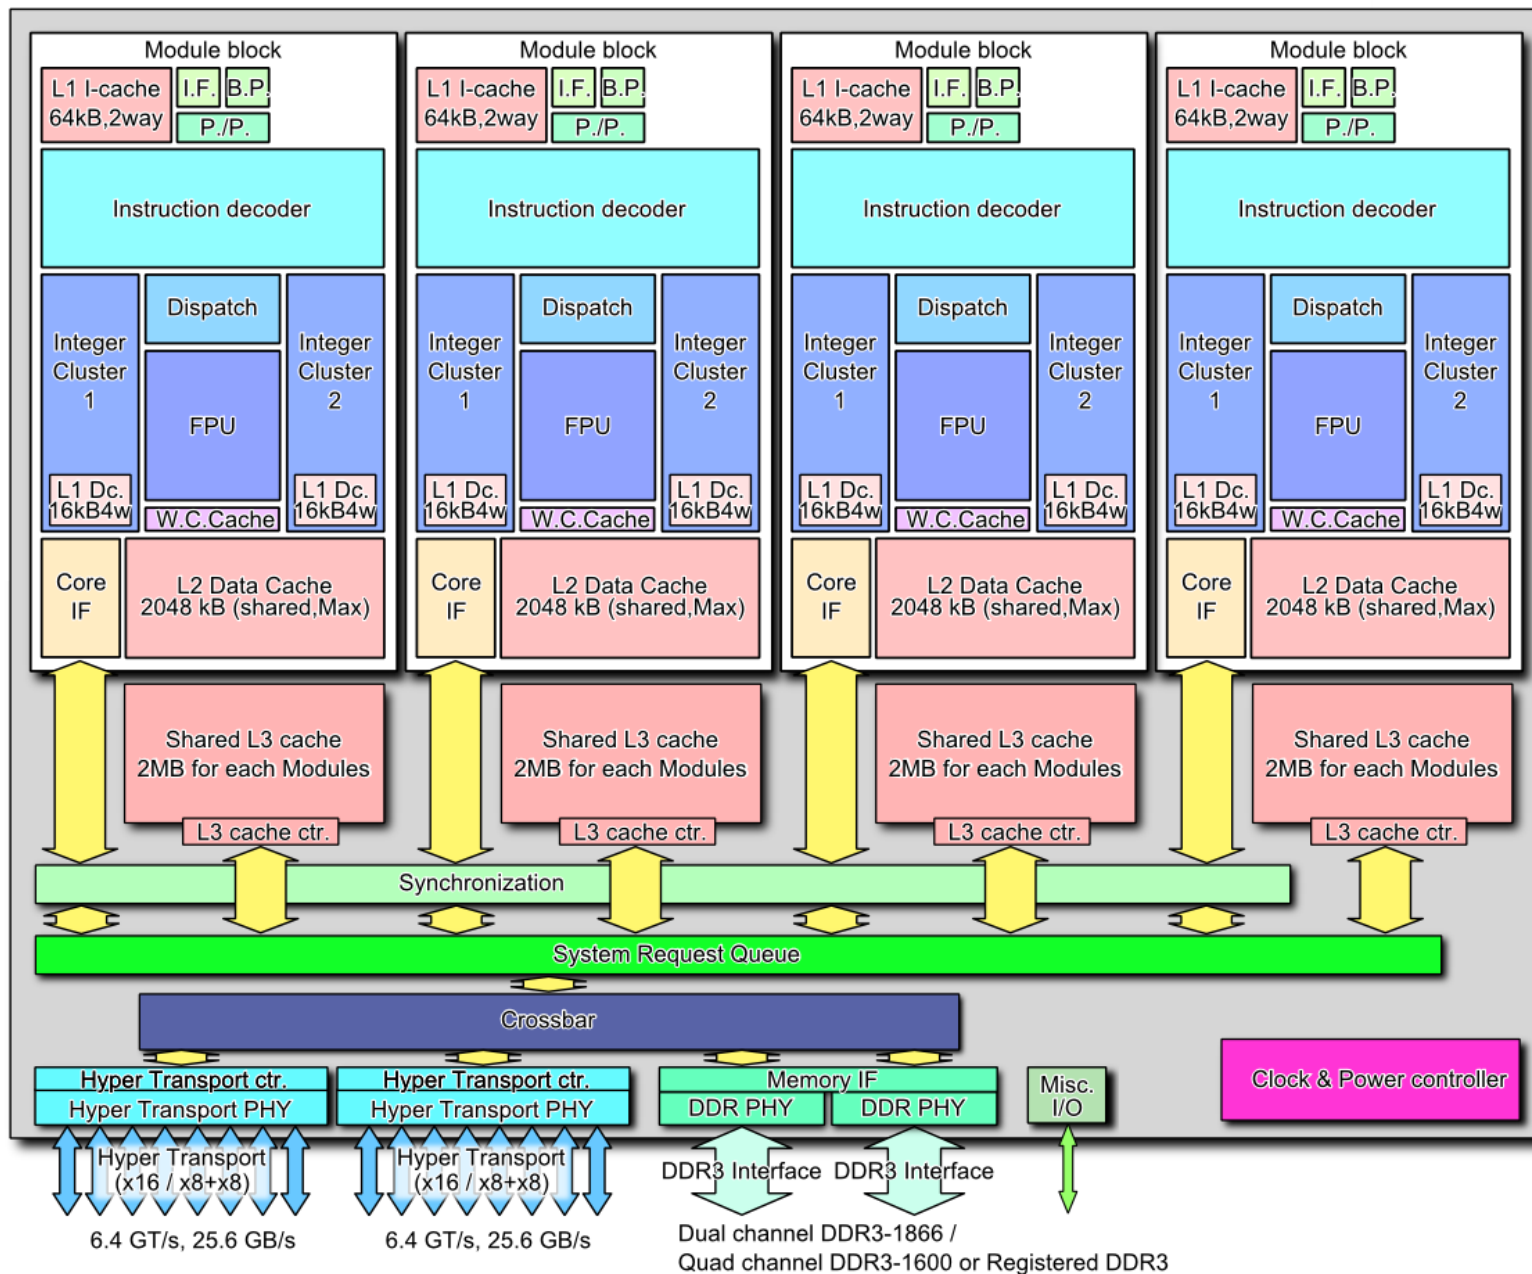 Module block
L1 I-cache
64kB,2way
I.F.
B.P.
P./P.
Instruction decoder
Integer
Cluster
1
Dispatch
FPU
Integer
Cluster
2
L1 Dc.
16kB4w
W.C.Cache
L1 Dc.
16kB4w
Core
IF
L2 Data Cache
2048 kB (shared,Max)
Module block
L1 I-cache
64kB,2way
I.F.
B.P.
P./P.
Instruction decoder
Integer
Cluster
1
Dispatch
FPU
Integer
Cluster
2
L1 Dc.
16kB4w
W.C.Cache
L1 Dc.
16kB4w
Core
IF
L2 Data Cache
2048 kB (shared,Max)
Module block
L1 I-cache
64kB,2way
I.F.
B.P.
P./P.
Instruction decoder
Integer
Cluster
1
Dispatch
FPU
Integer
Cluster
2
L1 Dc.
16kB4w
W.C.Cache
L1 Dc.
16kB4w
Core
IF
L2 Data Cache
2048 kB (shared,Max)
Module block
L1 I-cache
64kB,2way
I.F.
B.P.
P./P.
Instruction decoder
Integer
Cluster
1
Dispatch
FPU
Integer
Cluster
2
L1 Dc.
16kB4w
W.C.Cache
L1 Dc.
16kB4w
Core
IF
L2 Data Cache
2048 kB (shared,Max)
Shared L3 cache
2MB for each Modules
L3 cache ctr.
Shared L3 cache
2MB for each Modules
L3 cache ctr.
Shared L3 cache
2MB for each Modules
L3 cache ctr.
Shared L3 cache
2MB for each Modules
L3 cache ctr.
Synchronization
System Request Queue
Crossbar
Hyper Transport ctr.
Hyper Transport PHY
Hyper Transport ctr.
Hyper Transport PHY
Memory IF
DDR PHY
DDR PHY
Misc.
I/O
Clock & Power controller
Hyper Transport
(x16 / x8+x8)
Hyper Transport
(x16 / x8+x8)
DDR3 Interface
DDR3 Interface
6.4 GT/s, 25.6 GB/s
6.4 GT/s, 25.6 GB/s
Dual channel DDR3-1866 /
Quad channel DDR3-1600 or Registered DDR3